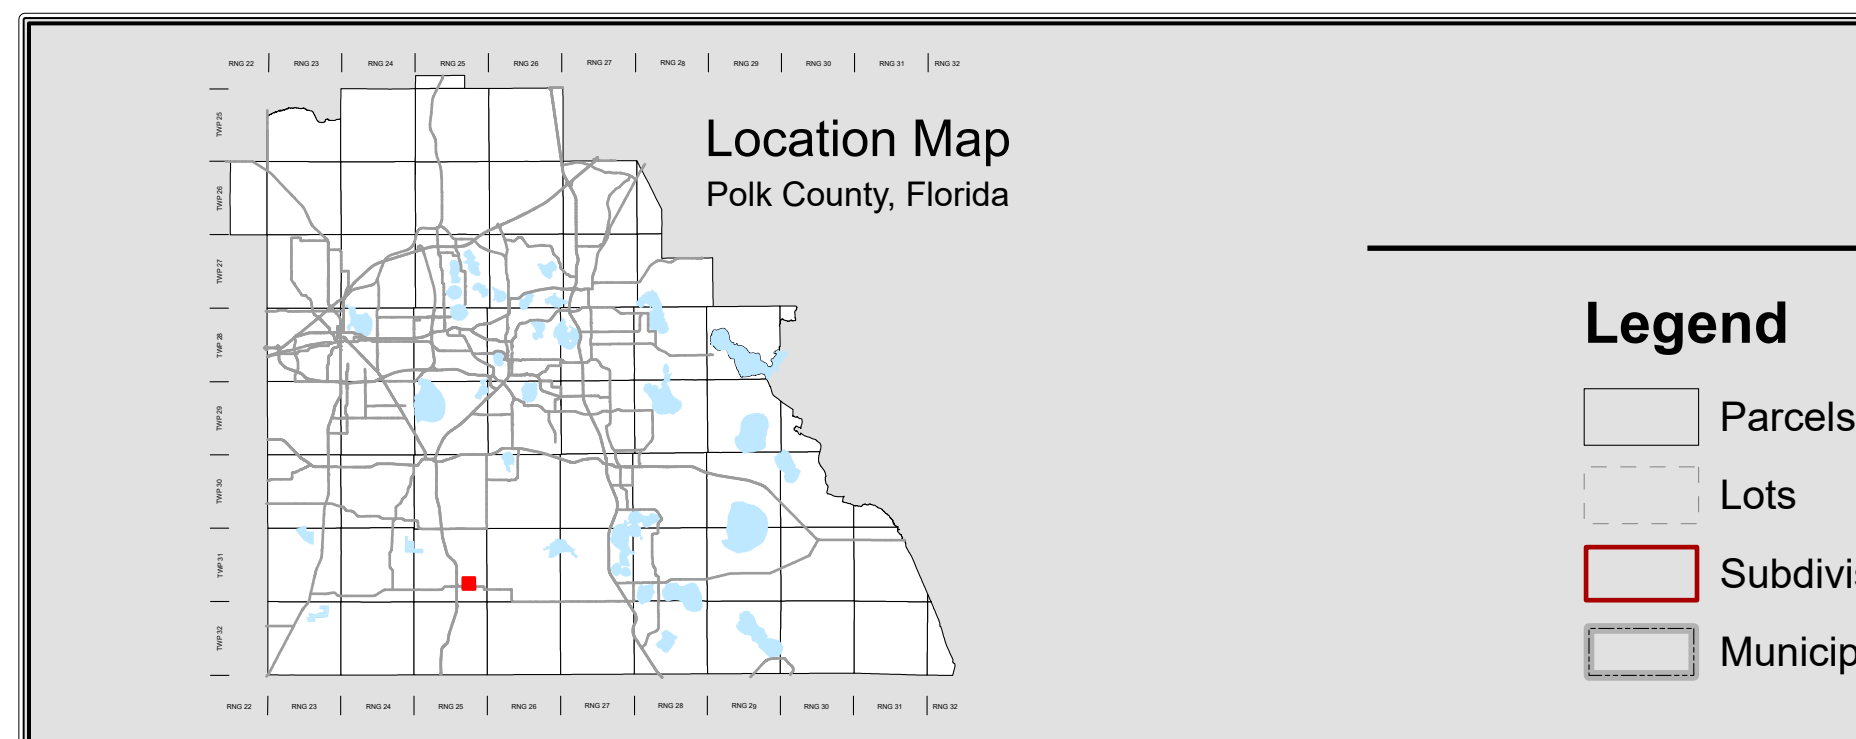 RNG 22 RNG 23 RNG 24 RNG 25 RNG 26 RNG 27 RNG 28 RNG 29 RNG 30 RNG 31 RNG 32
TWP 25
Location Map
Polk County, Florida
TWP 26
TWP 27
TWP 28
TWP 29
TWP 30
TWP 31
TWP 32
RNG 22 RNG 23 RNG 24 RNG 25 RNG 26 RNG 27 RNG 28 RNG 29 RNG 30 RNG 31 RNG 32
Legend
Parcels
Lots
Subdivis
Municip